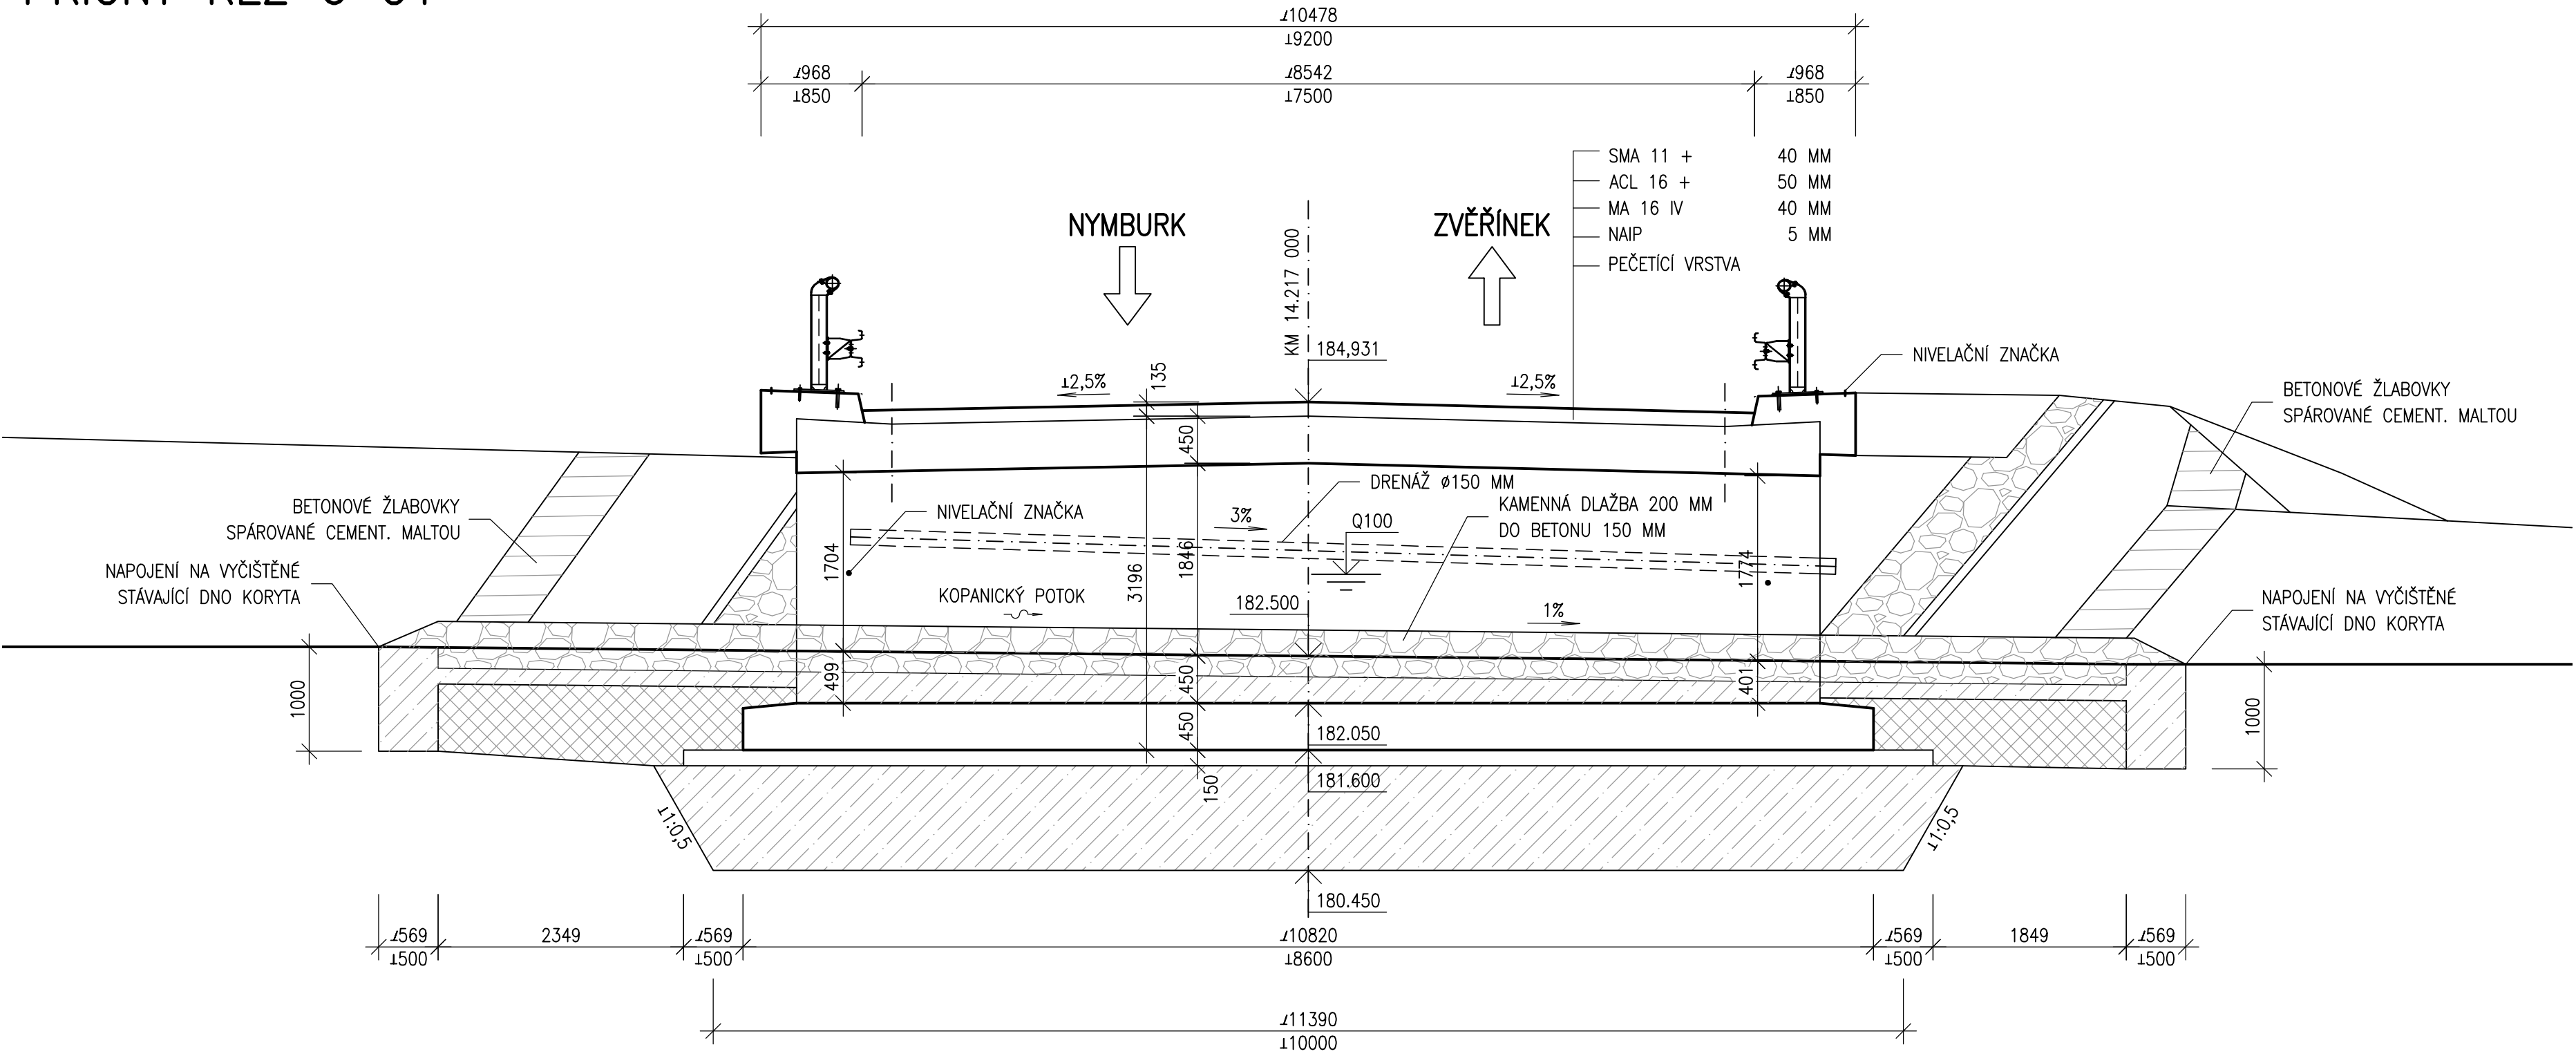 ⦨10478
⊥9200
⦨968
⦨8542
⦨968
⊥850
⊥7500
⊥850
SMA 11 + 40 MM
ACL 16 + 50 MM
MA 16 IV 40 MM
NAIP 5 MM
PEČETÍCÍ VRSTVA
NYMBURK
ZVĚŘÍNEK
KM 14.217 000
184,931
NIVELAČNÍ ZNAČKA
135
⊥2,5%
⊥2,5%
BETONOVÉ ŽLABOVKY
SPÁROVANÉ CEMENT. MALTOU
450
DRENÁŽ ø150 MM
KAMENNÁ DLAŽBA 200 MM
DO BETONU 150 MM
BETONOVÉ ŽLABOVKY
SPÁROVANÉ CEMENT. MALTOU
NIVELAČNÍ ZNAČKA
3%
Q100
1704
3196
1846
1774
NAPOJENÍ NA VYČIŠTĚNÉ
STÁVAJÍCÍ DNO KORYTA
KOPANICKÝ POTOK
182.500
1%
NAPOJENÍ NA VYČIŠTĚNÉ
STÁVAJÍCÍ DNO KORYTA
1000
499
450
401
1000
450
182.050
150
181.600
⊥1:0,5
⊥1:0,5
180.450
⦨569
2349
⦨569
⦨10820
⦨569
1849
⦨569
⊥500
⊥500
⊥8600
⊥500
⊥500
⦨11390
⊥10000